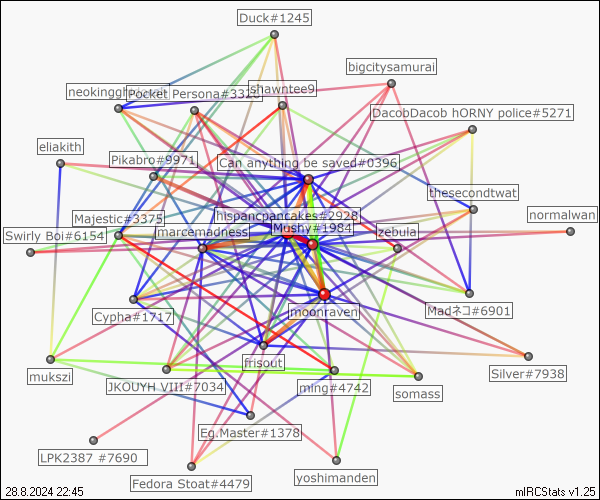 Duck#1245
bigcitysamurai
shawntee9
Pocket Persona#3326
DacobDacob hORNY police#5271
eliakith
Pikabro#9971
Can anything be saved#0396
thesecondtwat
Majestic#3375
hispancpancakes#2928
normalwan
Swirly Boi#6154
marcemadness
Mushy#1984
zebula
Cypha#1717
moonraven
Madネコ#6901
frisout
mukszi
JKOUYH VIII#7034
ming#4742
somass
Silver#7938
Eg.Master#1378
LPK2387 #7690
Fedora Stoat#4479
yoshimanden
28.8.2024 22:45
mIRCStats v1.25